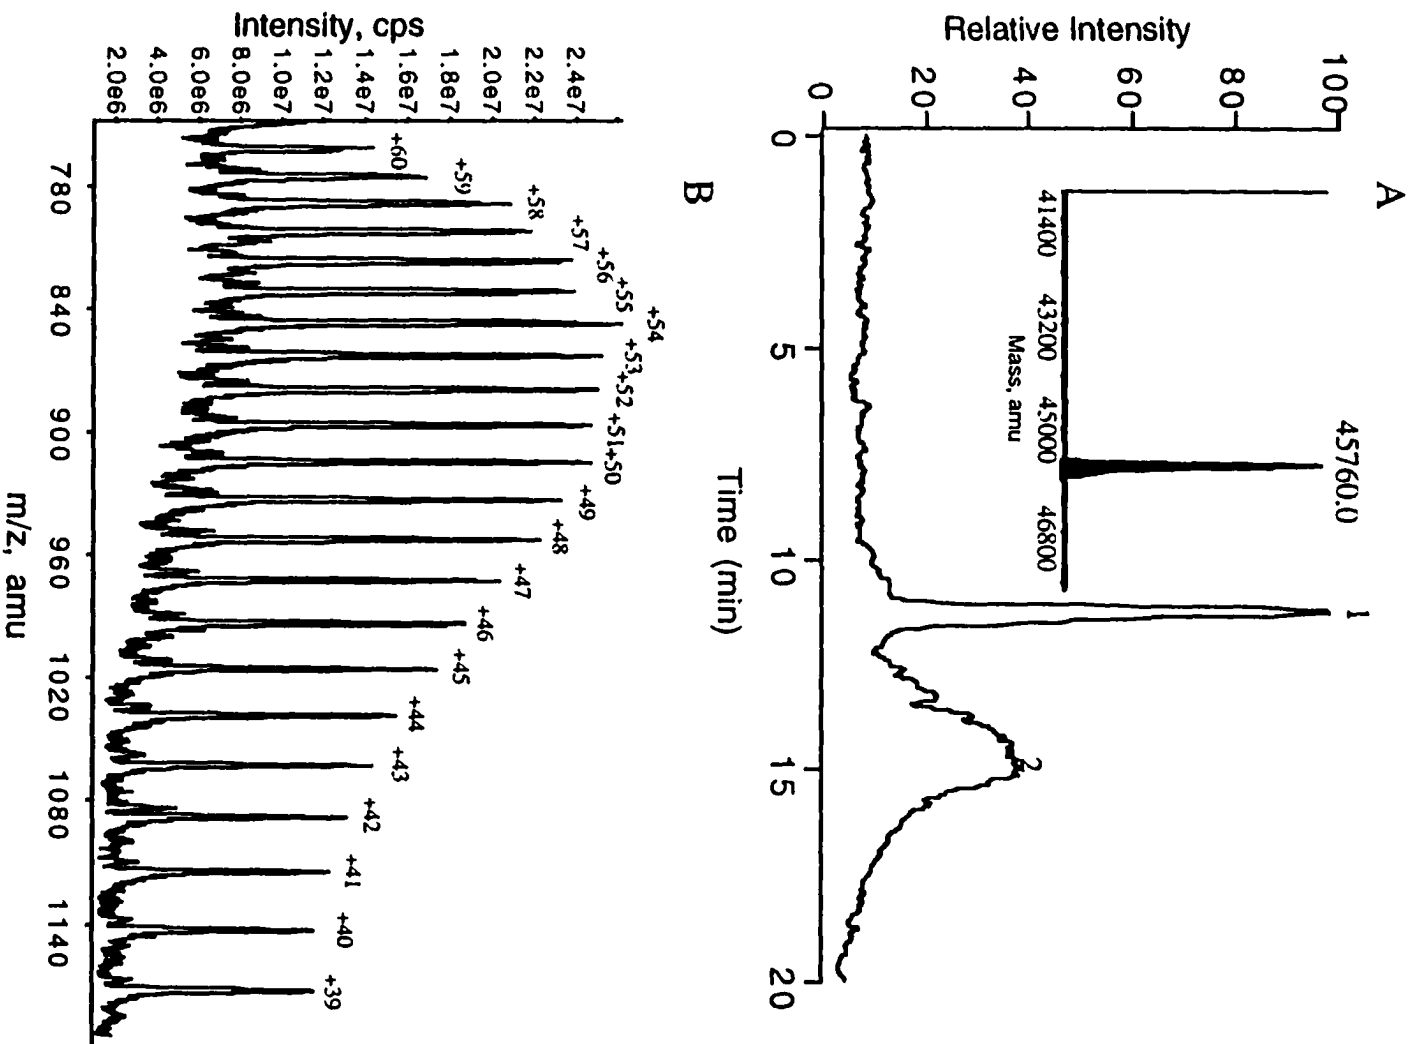 A
Relative Intensity
100
80
60
40
20
0
0
5
10
15
20
Time (min)
1
2
45760.0
41400 43200 45000 46800
Mass, amu
B
Intensity, cps
2.4e7
2.2e7
2.0e7
1.8e7
1.6e7
1.4e7
1.2e7
1.0e7
8.0e6
6.0e6
4.0e6
2.0e6
+60
+59
+58
+57
+56
+55
+54
+53
+52
+51
+50
+49
+48
+47
+46
+45
+44
+43
+42
+41
+40
+39
780 840 900 960 1020 1080 1140
m/z, amu